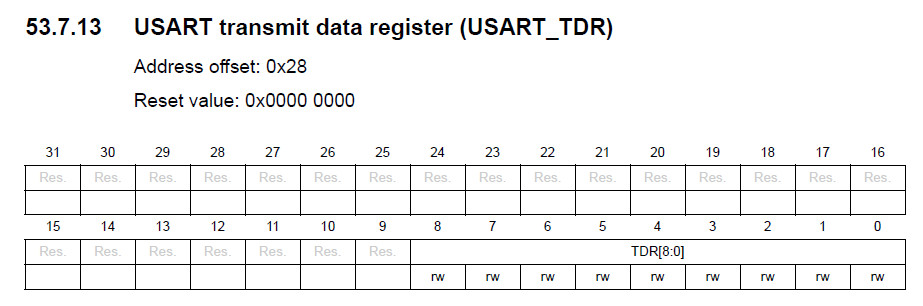 53.7.13 USART transmit data register (USART_TDR)
Address offset: 0x28
Reset value: 0x0000 0000
31 30 29 28 27 26 25 24 23 22 21 20 19 18 17 16
Res. Res. Res. Res. Res. Res. Res. Res. Res. Res. Res. Res. Res. Res. Res. Res.
15 14 13 12 11 10 9 8 7 6 5 4 3 2 1 0
Res. Res. Res. Res. Res. Res. Res. TDR[8:0]
rw rw rw rw rw rw rw rw rw